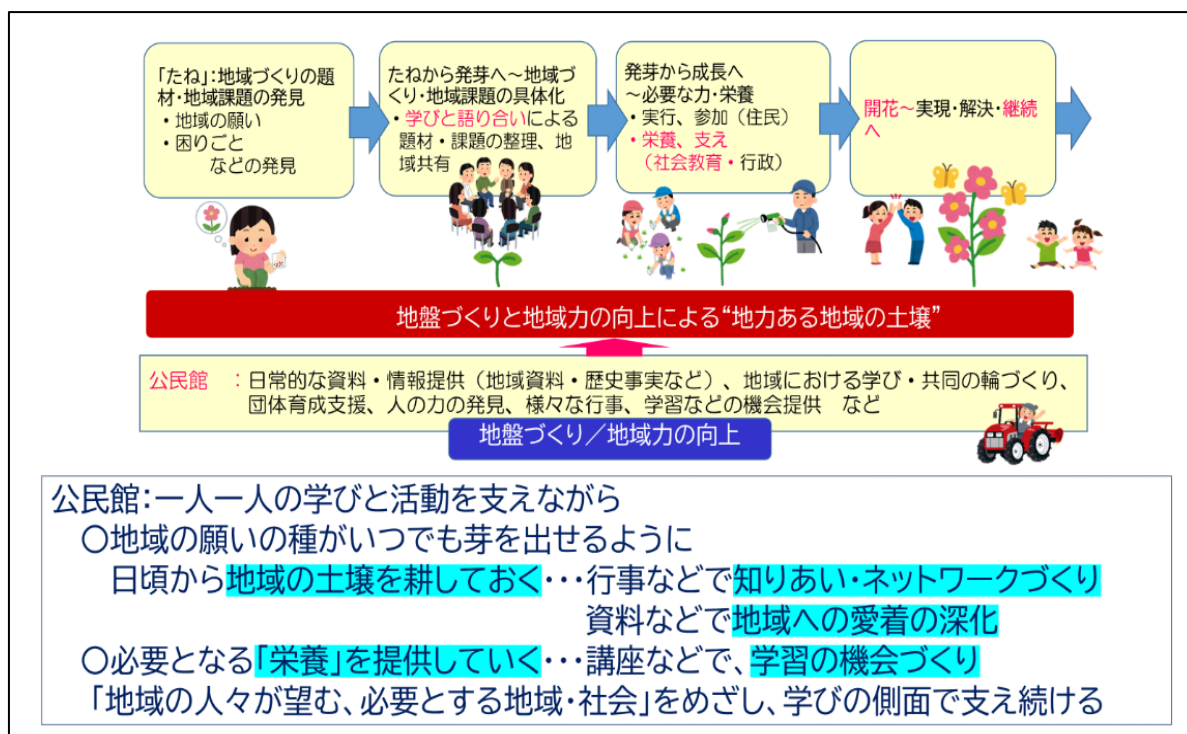 「たね」:地域づくりの題
材・地域課題の発見
・地域の願い
・困りごと
などの発見
たねから発芽へ～地域づ
くり・地域課題の具体化
・学びと語り合いによる
題材・課題の整理、地
域共有
発芽から成長へ
～必要な力・栄養
・実行、参加（住民）
・栄養、支え
（社会教育・行政）
開花～実現・解決・継続
へ
地盤づくりと地域力の向上による“地力ある地域の土壌”
公民館　：日常的な資料・情報提供（地域資料・歴史事実など）、地域における学び・共同の輪づくり、
団体育成支援、人の力の発見、様々な行事、学習などの機会提供　など
地盤づくり／地域力の向上
公民館：一人一人の学びと活動を支えながら
〇地域の願いの種がいつでも芽を出せるように
日頃から地域の土壌を耕しておく･･･行事などで知りあい・ネットワークづくり
資料などで地域への愛着の深化
〇必要となる「栄養」を提供していく･･･講座などで、学習の機会づくり
「地域の人々が望む、必要とする地域・社会」をめざし、学びの側面で支え続ける